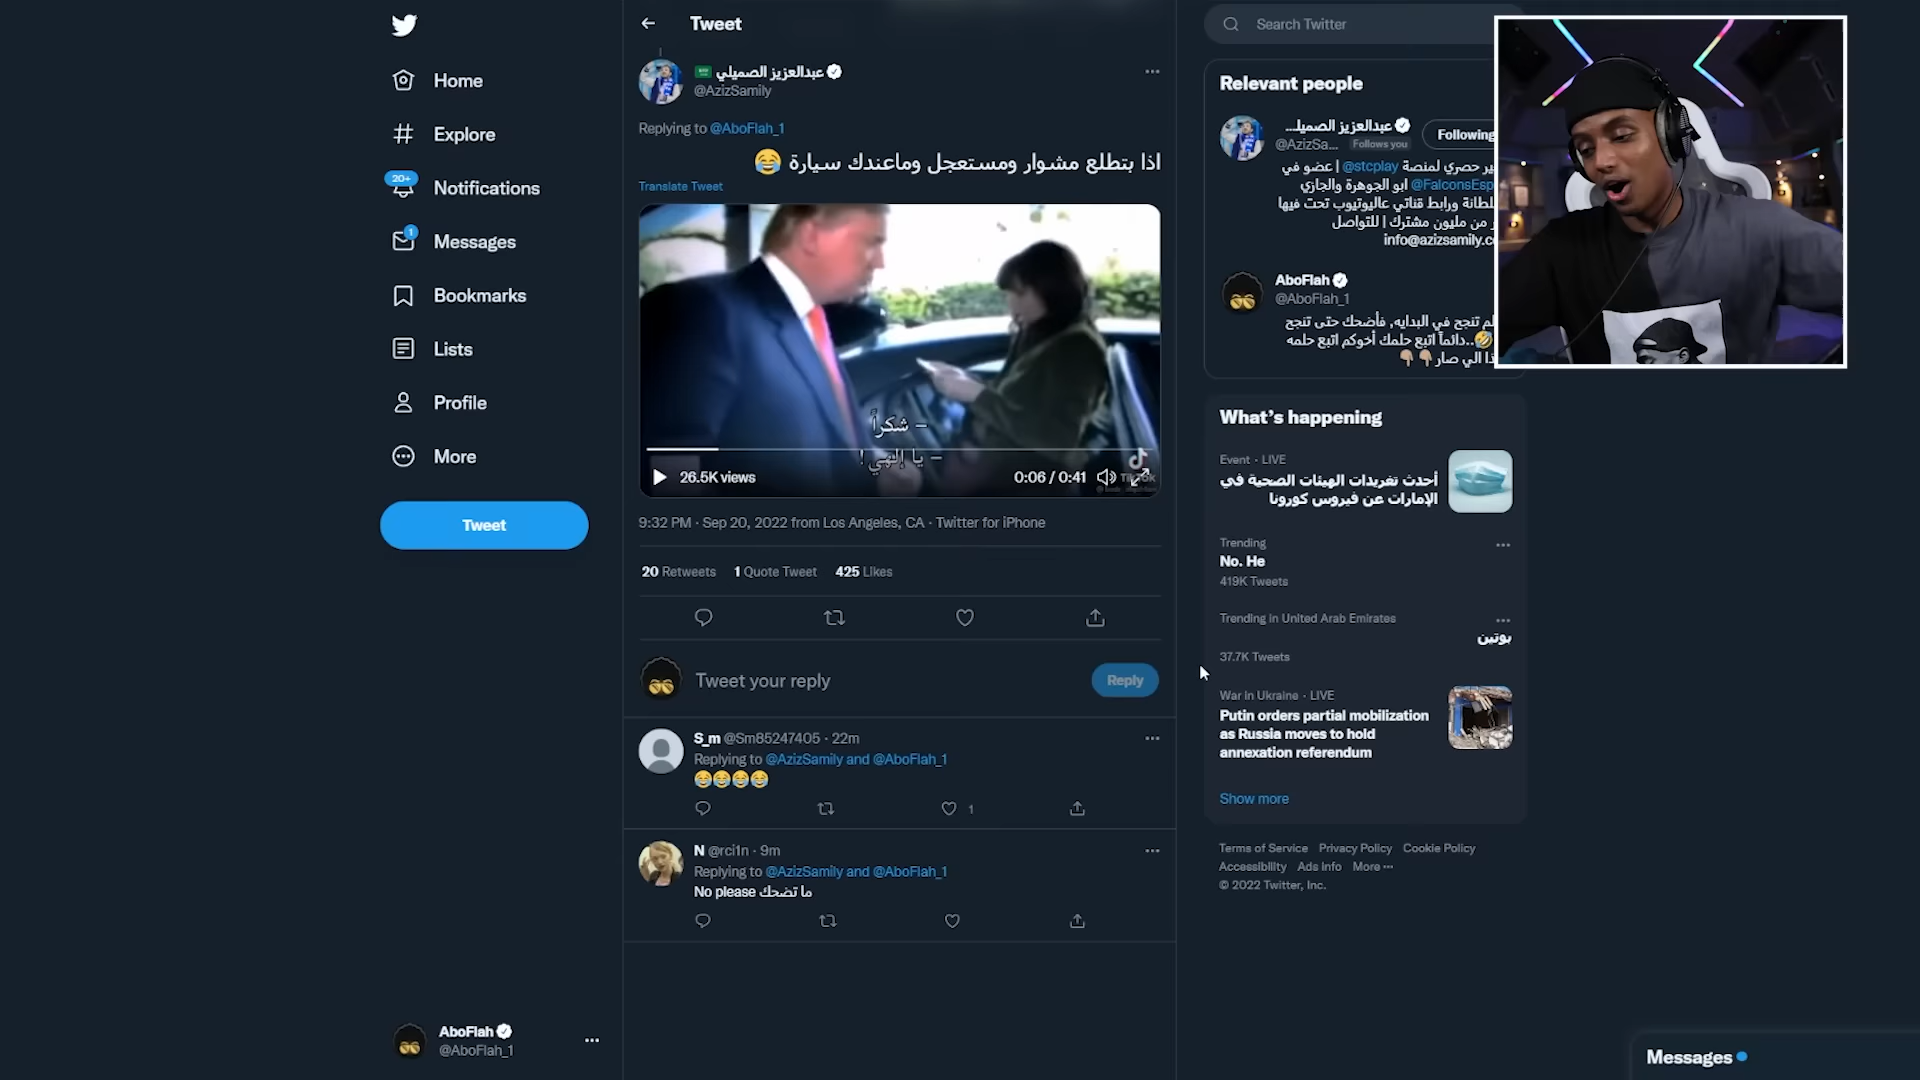 Home
Explore
20+
Notifications
1
Messages
Bookmarks
Lists
Profile
More
Tweet
AboFlah
@AboFlah_1
Tweet
عبدالعزيز الصميلي
@AzizSamily
Replying to @AboFlah_1
اذا بتطلع مشوار ومستعجل وماعندك سيارة 😂
Translate Tweet
– شكراً
– يا إلهي!
26.5K views
0:06 / 0:41
TikTok
9:32 PM · Sep 20, 2022 from Los Angeles, CA · Twitter for iPhone
20 Retweets 1 Quote Tweet 425 Likes
Tweet your reply
Reply
S_m @Sm85247405 · 22m
Replying to @AzizSamily and @AboFlah_1
😂😂😂😂
1
N @rci1n · 9m
Replying to @AzizSamily and @AboFlah_1
No please ما تضحك
Search Twitter
Relevant people
عبدالعزيز الصميلـ...
@AzizSa... Follows you
Following
حصري لمنصة @stcplay | عضو في
@FalconsEsp ابو الجوهرة والجازي
ورابط قناتي عاليوتيوب تحت فيها
من مليون مشترك | للتواصل
info@azizsamily.c
AboFlah
@AboFlah_1
تنجح في البدايه, فأضحك حتى تنجح
🤣..دائماً اتبع حلمك أخوكم اتبع حلمه
الي صار👇🏽👇🏽
What's happening
Event · LIVE
أحدث تغريدات الهيئات الصحية في
الإمارات عن فيروس كورونا
Trending
No. He
419K Tweets
Trending in United Arab Emirates
بوتين
37.7K Tweets
War in Ukraine · LIVE
Putin orders partial mobilization
as Russia moves to hold
annexation referendum
Show more
Terms of Service Privacy Policy Cookie Policy
Accessibility Ads info More ···
© 2022 Twitter, Inc.
Messages